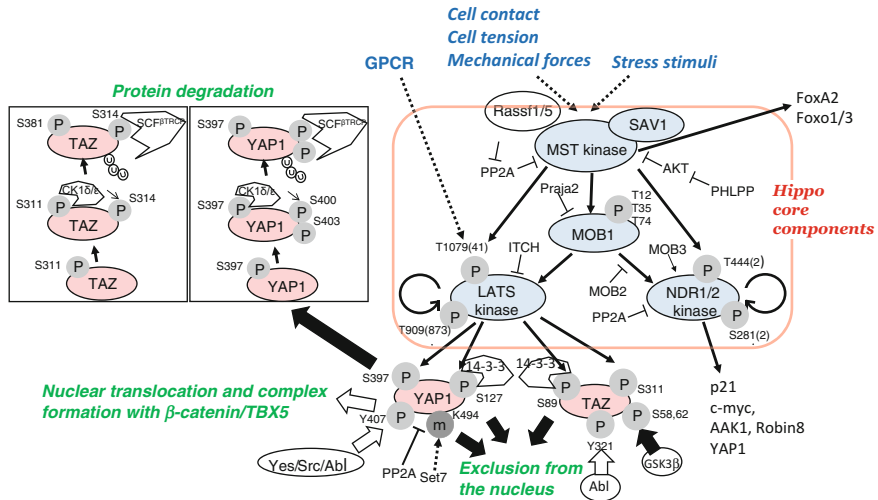 Cell contact
Cell tension
Mechanical forces
GPCR
Stress stimuli
Protein degradation
S381
S314
P
P
SCFβTRCP
TAZ
U
U
U
CK1δ/ε
S311
S314
P
P
TAZ
S311
P
TAZ
S397
P
P
P
SCFβTRCP
YAP1
U
U
U
CK1δ/ε
S397
S400
S403
P
P
P
YAP1
S397
P
YAP1
Rassf1/5
SAV1
MST kinase
FoxA2
Foxo1/3
PP2A
AKT
PHLPP
Praja2
T12
T35
T74
P
MOB1
Hippo
core
components
T1079(41)
ITCH
P
LATS
kinase
P
T909(873)
MOB3
MOB2
PP2A
T444(2)
P
NDR1/2
kinase
P
S281(2)
S397
P
14-3-3
P
YAP1
S127
P
Y407
K494
m
14-3-3
P
S89
TAZ
P
S311
P
S58,62
P
Y321
Nuclear translocation and complex
formation with β-catenin/TBX5
Yes/Src/Abl
PP2A
Set7
Exclusion from
the nucleus
Abl
GSK3β
p21
c-myc,
AAK1, Robin8
YAP1